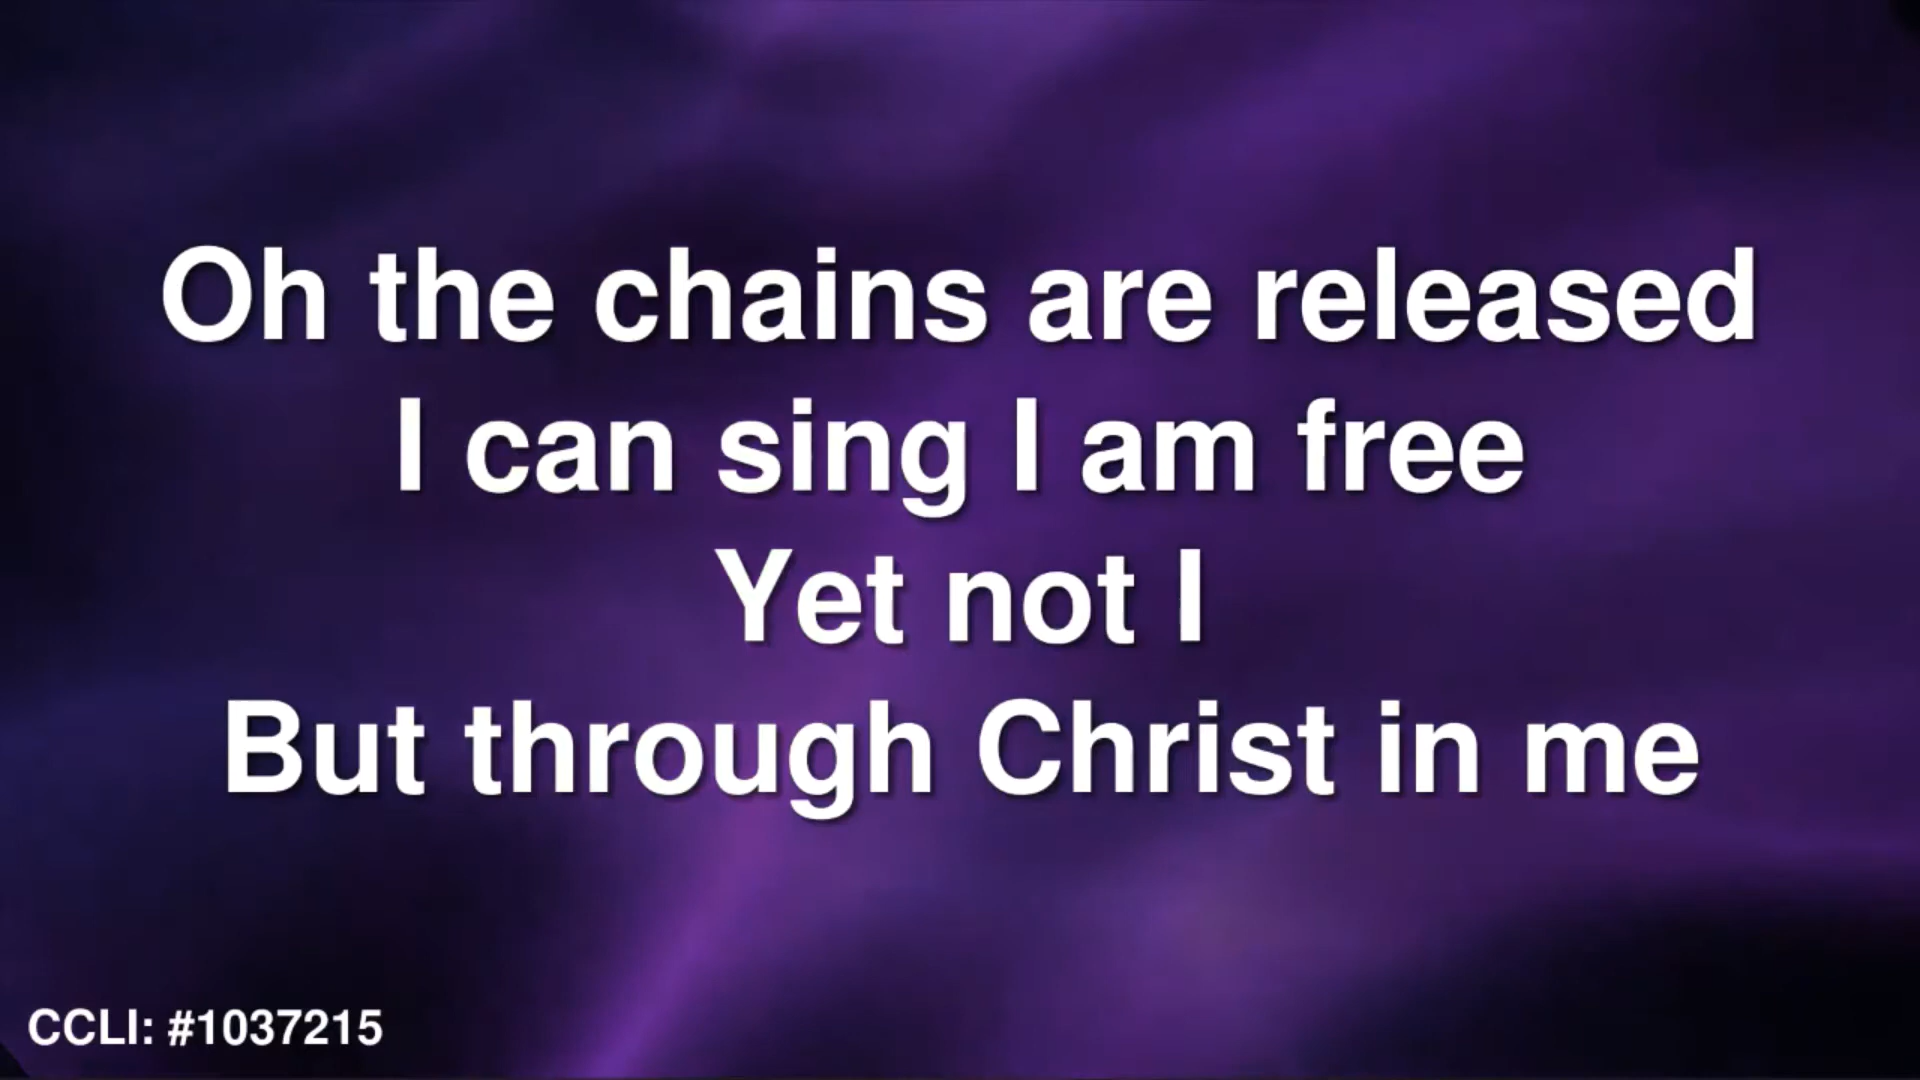 Oh the chains are released
I can sing I am free
Yet not I
But through Christ in me
CCLI: #1037215